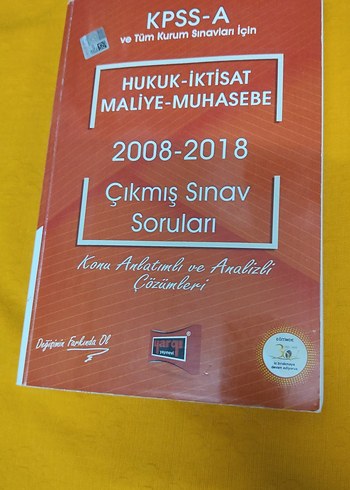 KPSS-A
ve Tüm Kurum Sınavları İçin
HUKUK-İKTİSAT
MALİYE-MUHASEBE
2008-2018
Çıkmış Sınav
Soruları
Konu Anlatımlı ve Analizli
Çözümleri
Değişimin Farkında Ol
yargı
yayınevi